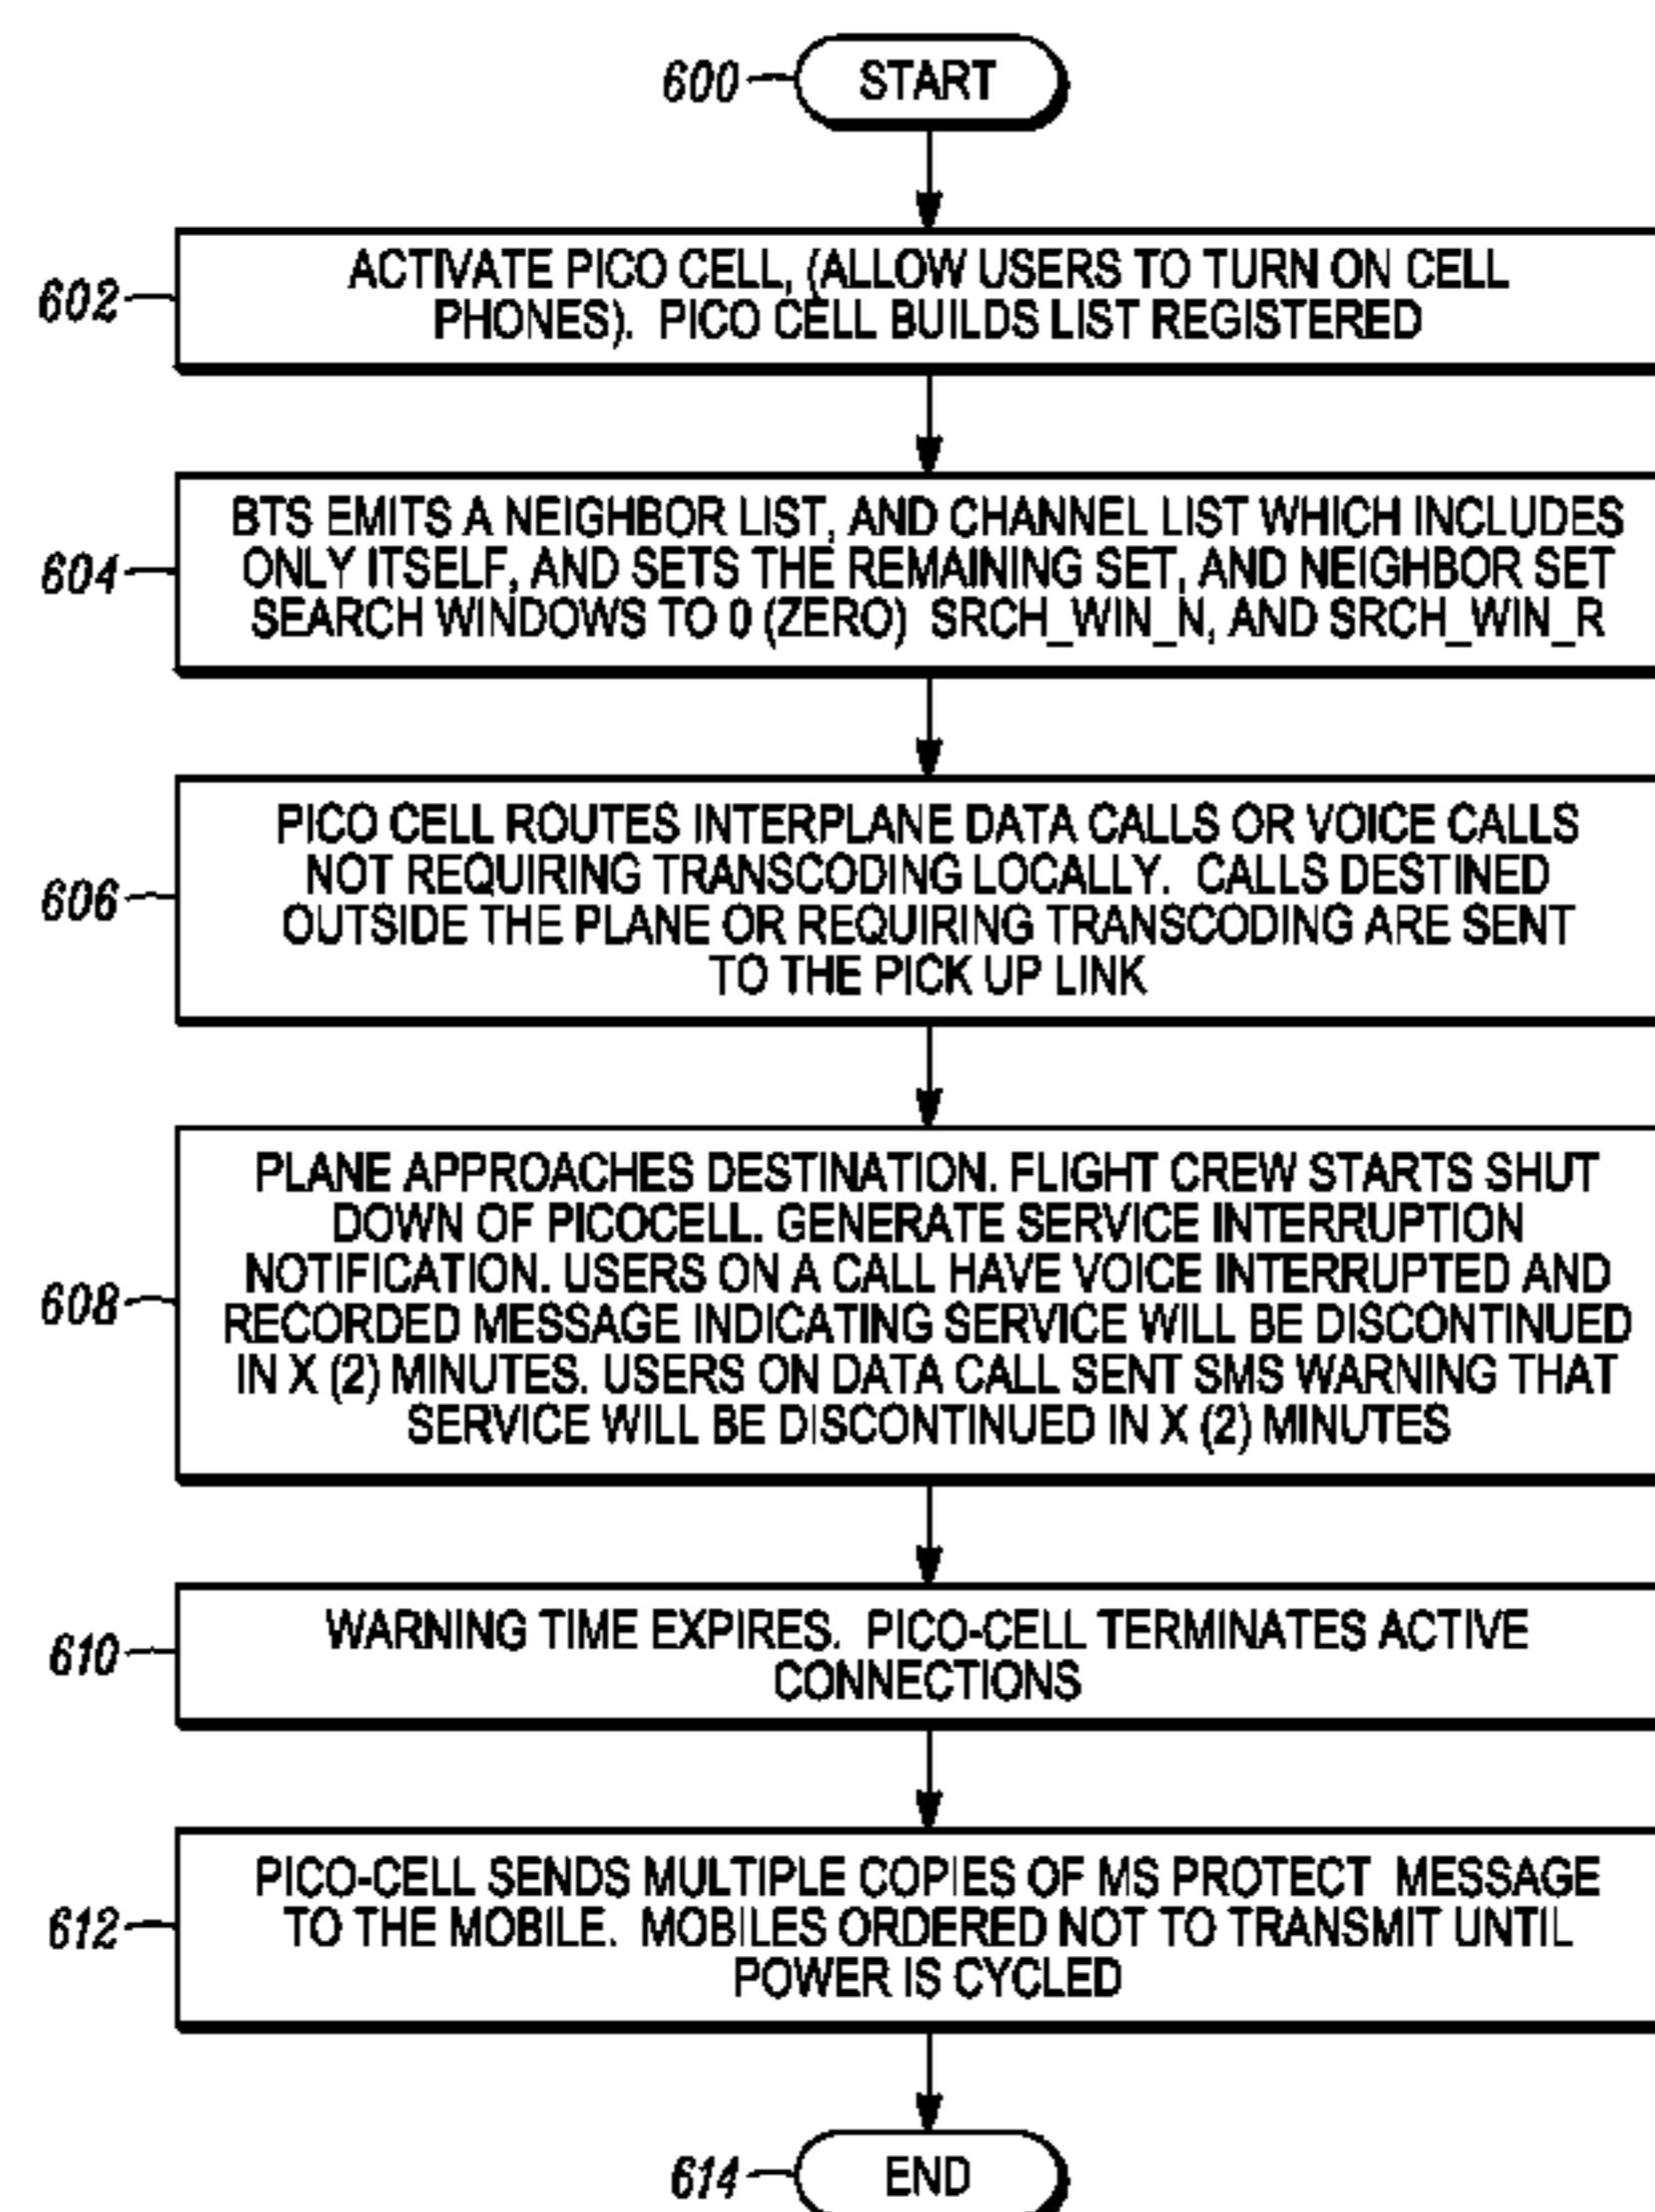 600
START
602
ACTIVATE PICO CELL, (ALLOW USERS TO TURN ON CELL
PHONES). PICO CELL BUILDS LIST REGISTERED
604
BTS EMITS A NEIGHBOR LIST, AND CHANNEL LIST WHICH INCLUDES
ONLY ITSELF, AND SETS THE REMAINING SET, AND NEIGHBOR SET
SEARCH WINDOWS TO 0 (ZERO) SRCH_WIN_N, AND SRCH_WIN_R
606
PICO CELL ROUTES INTERPLANE DATA CALLS OR VOICE CALLS
NOT REQUIRING TRANSCODING LOCALLY. CALLS DESTINED
OUTSIDE THE PLANE OR REQUIRING TRANSCODING ARE SENT
TO THE PICK UP LINK
608
PLANE APPROACHES DESTINATION. FLIGHT CREW STARTS SHUT
DOWN OF PICOCELL. GENERATE SERVICE INTERRUPTION
NOTIFICATION. USERS ON A CALL HAVE VOICE INTERRUPTED AND
RECORDED MESSAGE INDICATING SERVICE WILL BE DISCONTINUED
IN X (2) MINUTES. USERS ON DATA CALL SENT SMS WARNING THAT
SERVICE WILL BE DISCONTINUED IN X (2) MINUTES
610
WARNING TIME EXPIRES. PICO-CELL TERMINATES ACTIVE
CONNECTIONS
612
PICO-CELL SENDS MULTIPLE COPIES OF MS PROTECT MESSAGE
TO THE MOBILE. MOBILES ORDERED NOT TO TRANSMIT UNTIL
POWER IS CYCLED
614
END